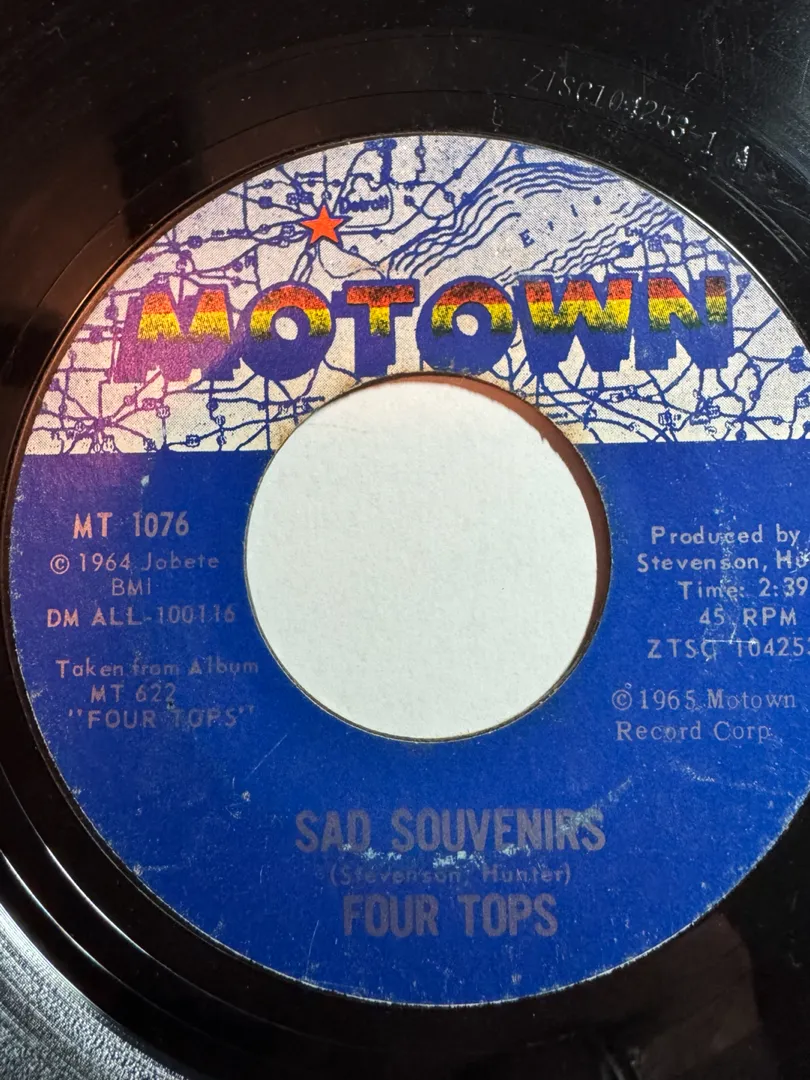 ZTSC104253-1A
Detroit
Erie
MOTOWN
MT 1076
© 1964 Jobete
BMI
DM ALL-100116
Taken from Album
MT 622
"FOUR TOPS"
Produced by
Stevenson,
Time: 2:39
45 RPM
ZTSC 10425
© 1965 Motown
Record Corp.
SAD SOUVENIRS
(Stevenson, Hunter)
FOUR TOPS